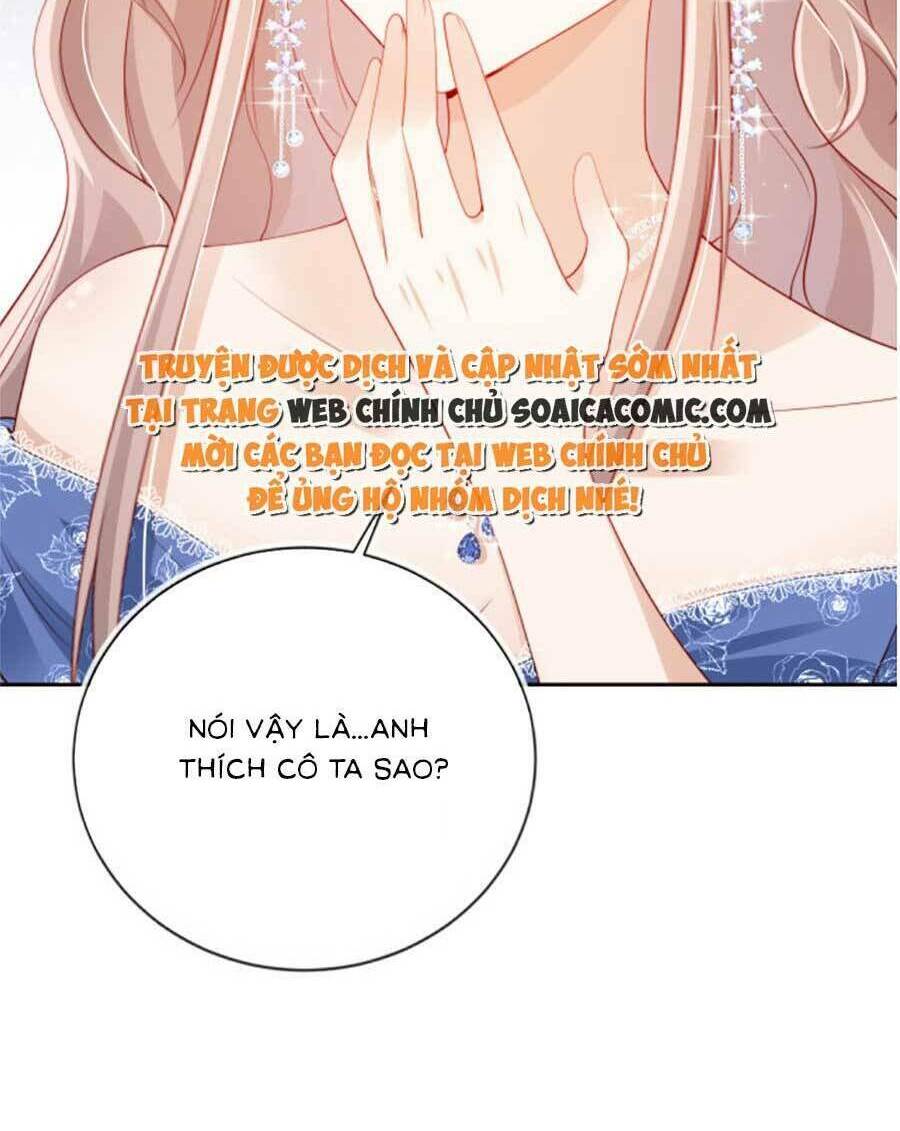 TRUYỆN ĐƯỢC DỊCH VÀ CẬP NHẬT SỚM NHẤT
TẠI TRANG WEB CHÍNH CHỦ SOAICACOMIC.COM
MỜI CÁC BẠN ĐỌC TẠI WEB CHÍNH CHỦ
ĐỂ ỦNG HỘ NHÓM DỊCH NHÉ!
NÓI VẬY LÀ...ANH
THÍCH CÔ TA SAO?